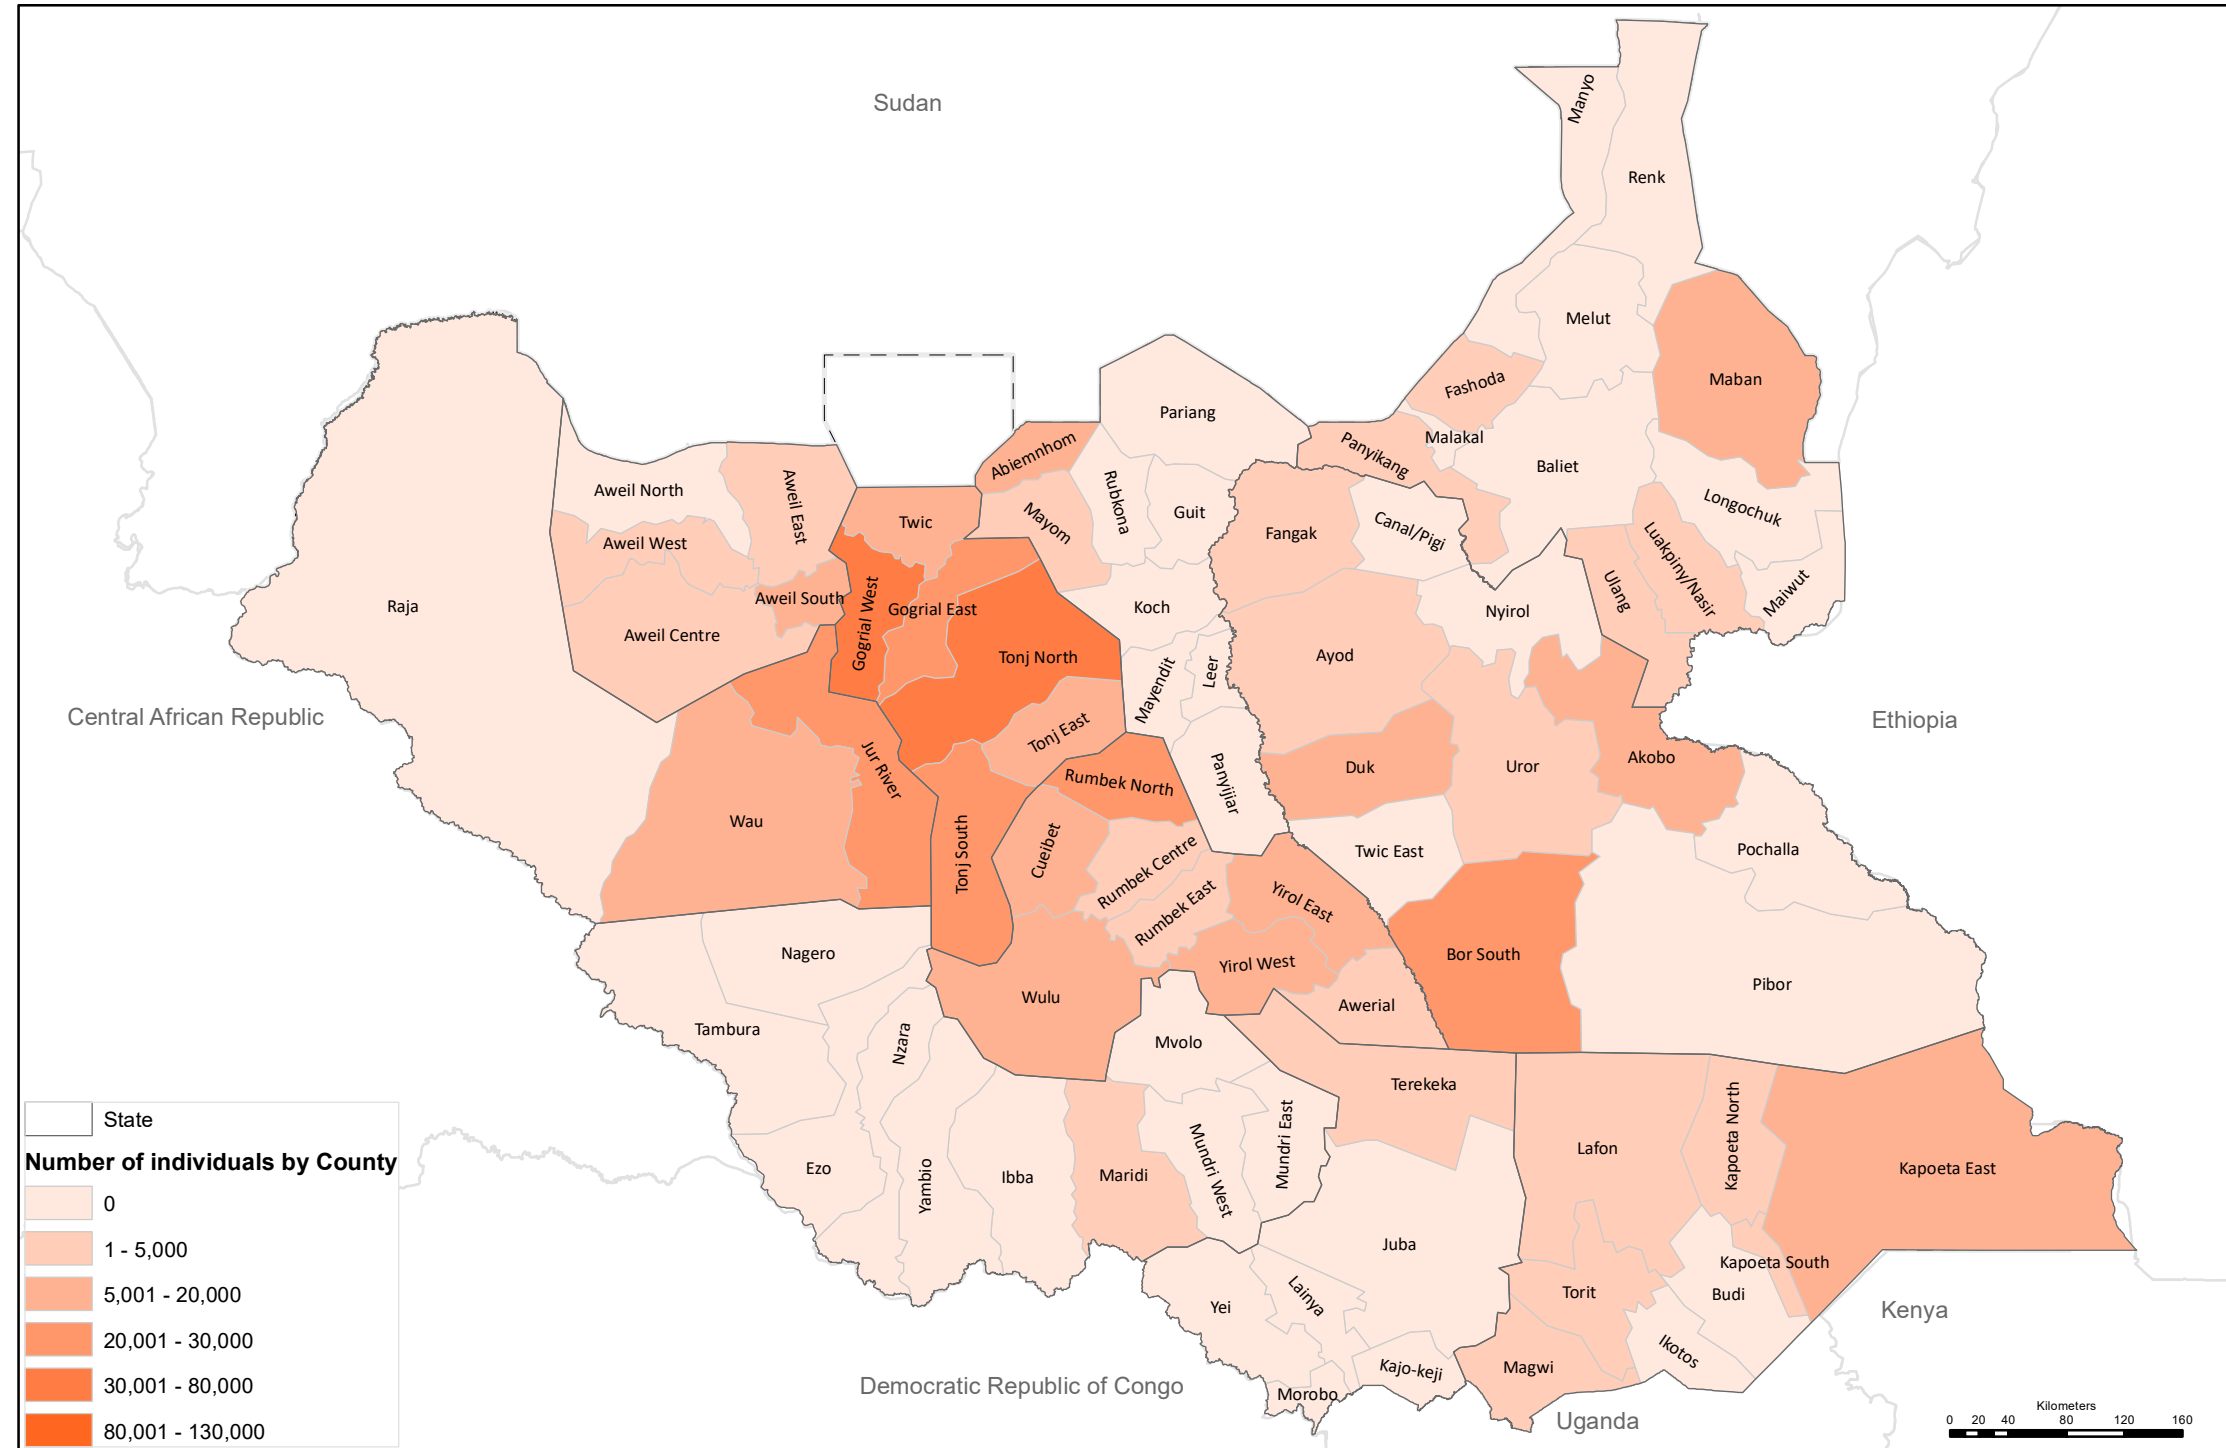 Sudan
Manyo
Renk
Melut
Maban
Fashoda
Pariang
Malakal
Panyikang
Baliet
Abiemnhom
Longochuk
Aweil North
Aweil East
Twic
Mayom
Rubkona
Guit
Fangak
Canal/Pigi
Luakpiny/Nasir
Aweil West
Ulang
Maiwut
Raja
Aweil South
Gogrial West
Gogrial East
Koch
Nyirol
Aweil Centre
Tonj North
Mayendit
Leer
Ayod
Central African Republic
Ethiopia
Tonj East
Jur River
Rumbek North
Panyijiar
Duk
Uror
Akobo
Wau
Tonj South
Cueibet
Rumbek Centre
Twic East
Pochalla
Rumbek East
Yirol East
Nagero
Bor South
Yirol West
Pibor
Wulu
Awerial
Tambura
Nzara
Mvolo
Terekeka
Kapoeta North
Mundri East
Lafon
Ezo
Yambio
Ibba
Maridi
Mundri West
Kapoeta East
Juba
Kapoeta South
Yei
Lainya
Torit
Budi
Kenya
Ikotos
Magwi
Kajo-keji
Morobo
Democratic Republic of Congo
Uganda
State
Number of individuals by County
0
1 - 5,000
5,001 - 20,000
20,001 - 30,000
30,001 - 80,000
80,001 - 130,000
Kilometers
0 20 40 80 120 160